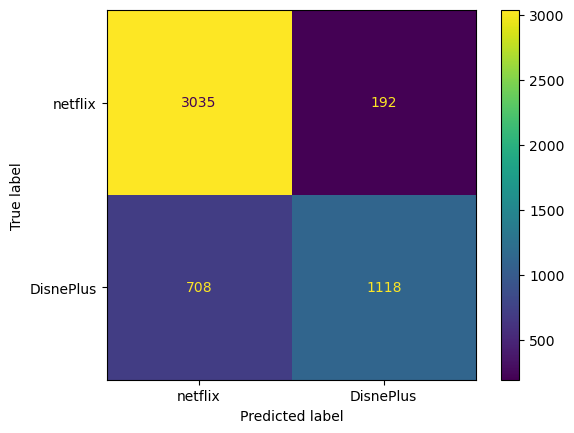 3000
netflix
3035
192
2500
True label
2000
1500
DisnePlus
708
1118
1000
500
netflix
DisnePlus
Predicted label